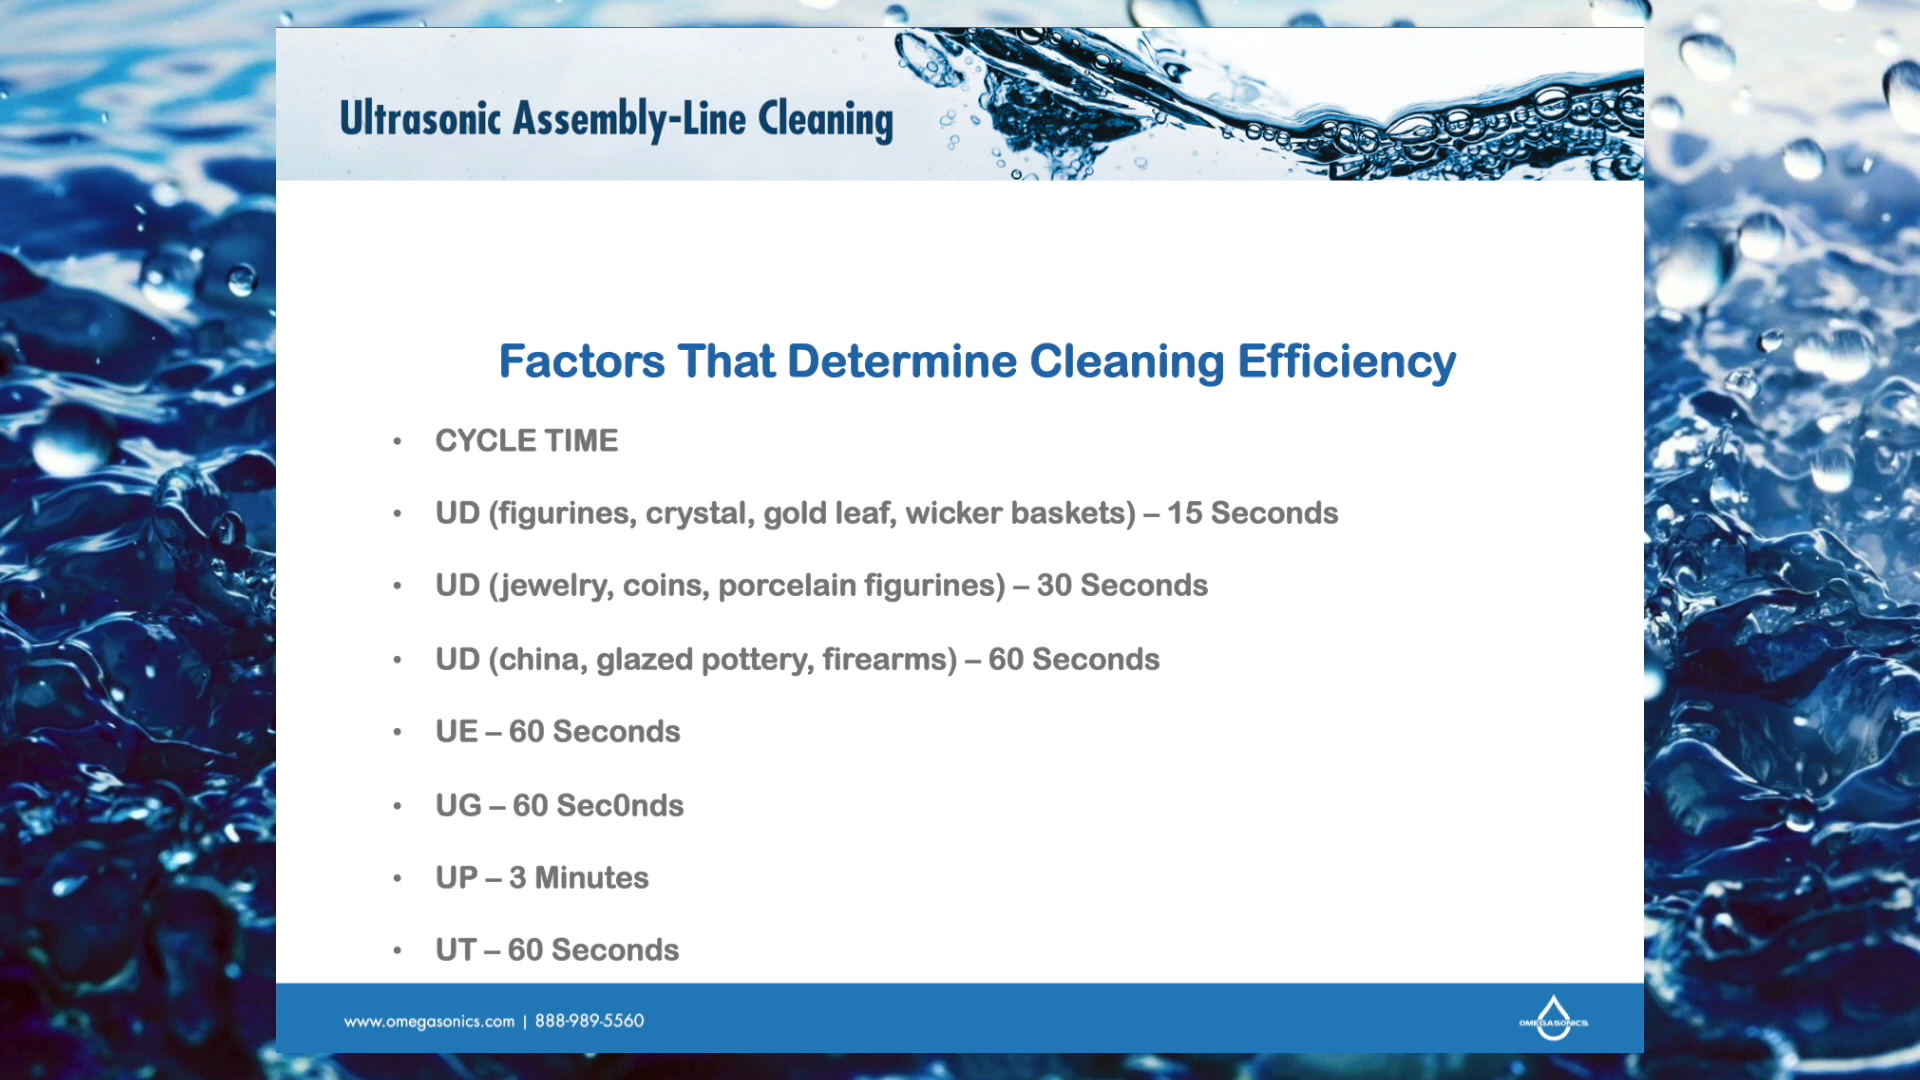 Ultrasonic Assembly-Line Cleaning
Factors That Determine Cleaning Efficiency
• CYCLE TIME
• UD (figurines, crystal, gold leaf, wicker baskets) – 15 Seconds
• UD (jewelry, coins, porcelain figurines) – 30 Seconds
• UD (china, glazed pottery, firearms) – 60 Seconds
• UE – 60 Seconds
• UG – 60 Sec0nds
• UP – 3 Minutes
• UT – 60 Seconds
www.omegasonics.com | 888-989-5560
OMEGASONICS